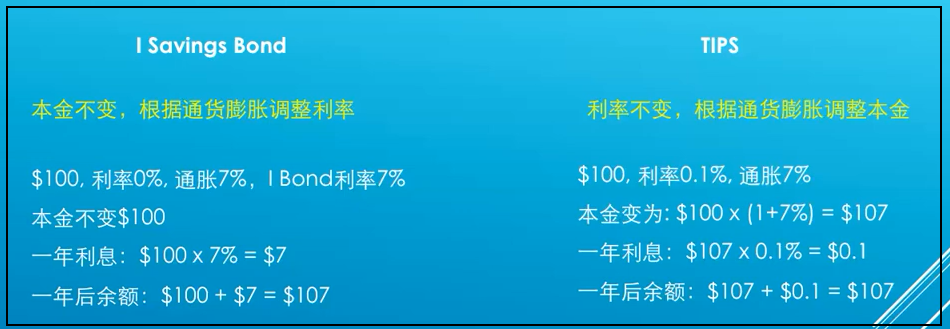 I Savings Bond
本金不变，根据通货膨胀调整利率
$100, 利率0%, 通胀7%，I Bond利率7%
本金不变$100
一年利息：$100 x 7% = $7
一年后余额：$100 + $7 = $107
TIPS
利率不变，根据通货膨胀调整本金
$100, 利率0.1%, 通胀7%
本金变为: $100 x (1+7%) = $107
一年利息：$107 x 0.1% = $0.1
一年后余额：$107 + $0.1 = $107